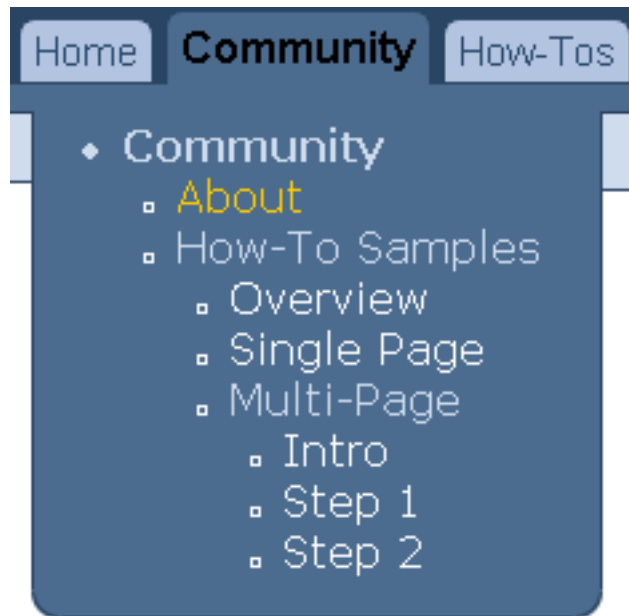 Home Community How-Tos
Community
About
How-To Samples
Overview
Single Page
Multi-Page
Intro
Step 1
Step 2